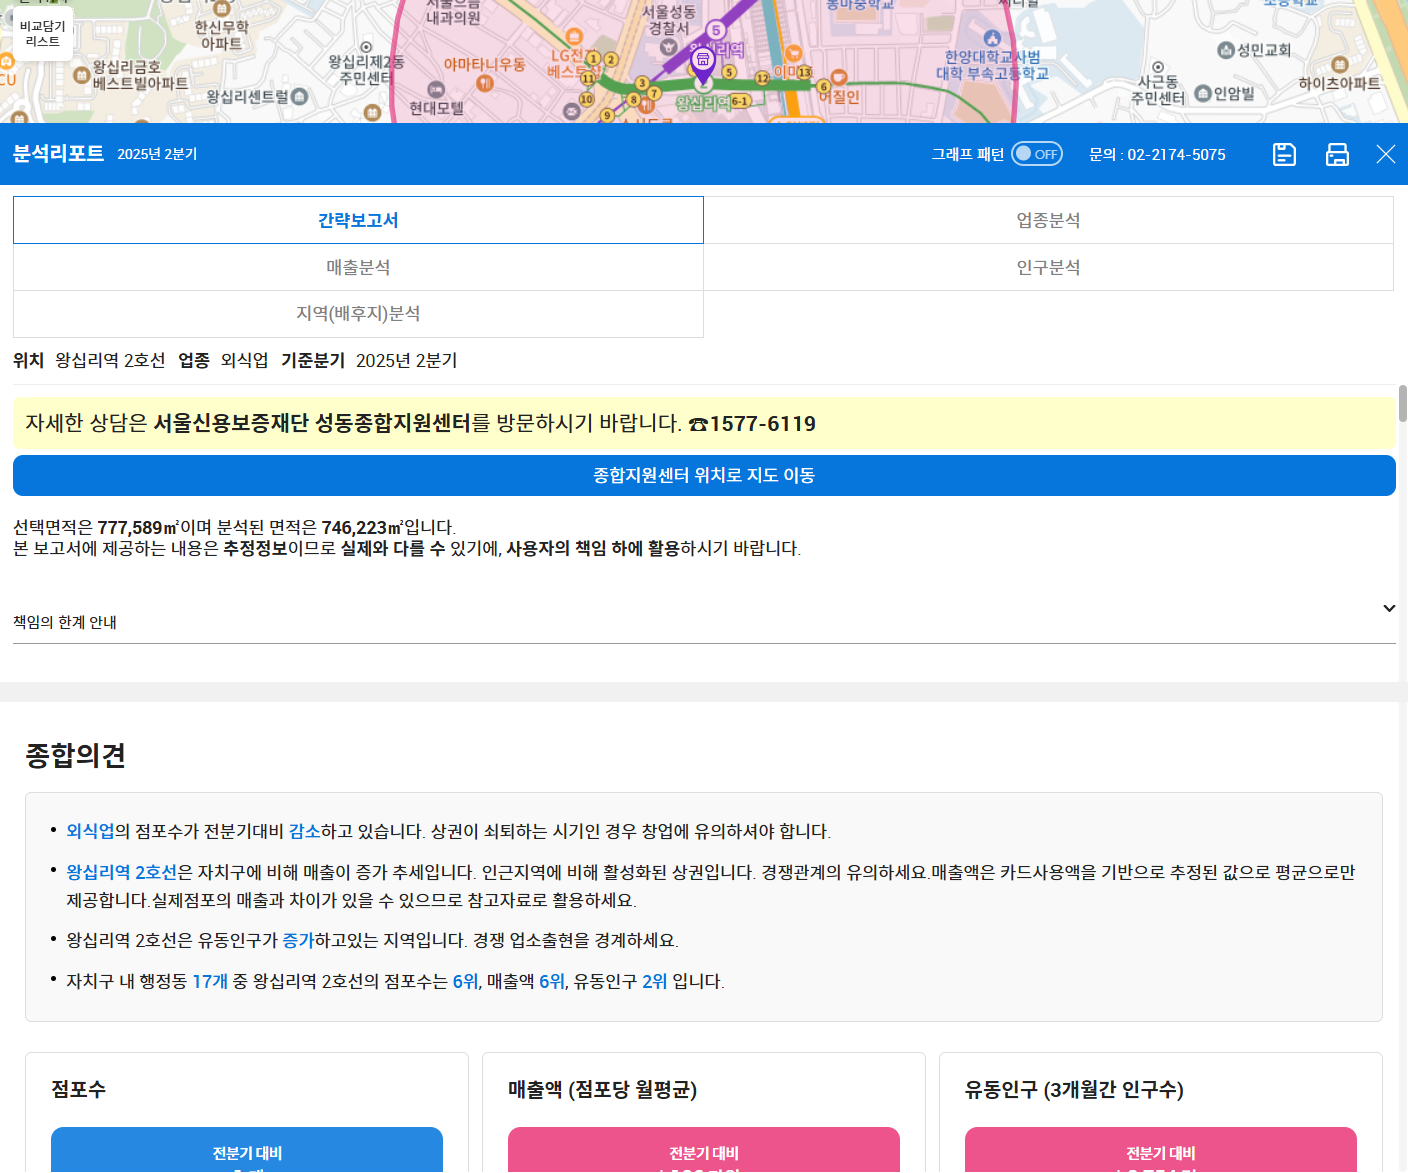 비교담기
리스트
한신무학
아파트
내과의원
서울성동
경찰서
5
한양대학교사범
대학 부속고등학교
성민교회
사근동
주민센터
인암빌
하이츠아파트
왕십리금호
베스트빌아파트
왕십리제2동
주민센터
왕십리센트럴
야마타니우동
현대모텔
왕십리역
1
2
11
10
3
7
8
9
5
12
13
6
6-1
분석리포트 2025년 2분기
그래프 패턴 OFF 문의 : 02-2174-5075
간략보고서 업종분석
매출분석 인구분석
지역(배후지)분석
위치 왕십리역 2호선 업종 외식업 기준분기 2025년 2분기
자세한 상담은 서울신용보증재단 성동종합지원센터를 방문하시기 바랍니다. ☎1577-6119
종합지원센터 위치로 지도 이동
선택면적은 777,589㎡이며 분석된 면적은 746,223㎡입니다.
본 보고서에 제공하는 내용은 추정정보이므로 실제와 다를 수 있기에, 사용자의 책임 하에 활용하시기 바랍니다.
책임의 한계 안내
종합의견
• 외식업의 점포수가 전분기대비 감소하고 있습니다. 상권이 쇠퇴하는 시기인 경우 창업에 유의하셔야 합니다.
• 왕십리역 2호선은 자치구에 비해 매출이 증가 추세입니다. 인근지역에 비해 활성화된 상권입니다. 경쟁관계의 유의하세요.매출액은 카드사용액을 기반으로 추정된 값으로 평균으로만
제공합니다.실제점포의 매출과 차이가 있을 수 있으므로 참고자료로 활용하세요.
• 왕십리역 2호선은 유동인구가 증가하고있는 지역입니다. 경쟁 업소출현을 경계하세요.
• 자치구 내 행정동 17개 중 왕십리역 2호선의 점포수는 6위, 매출액 6위, 유동인구 2위 입니다.
점포수 매출액 (점포당 월평균) 유동인구 (3개월간 인구수)
전분기 대비 전분기 대비 전분기 대비